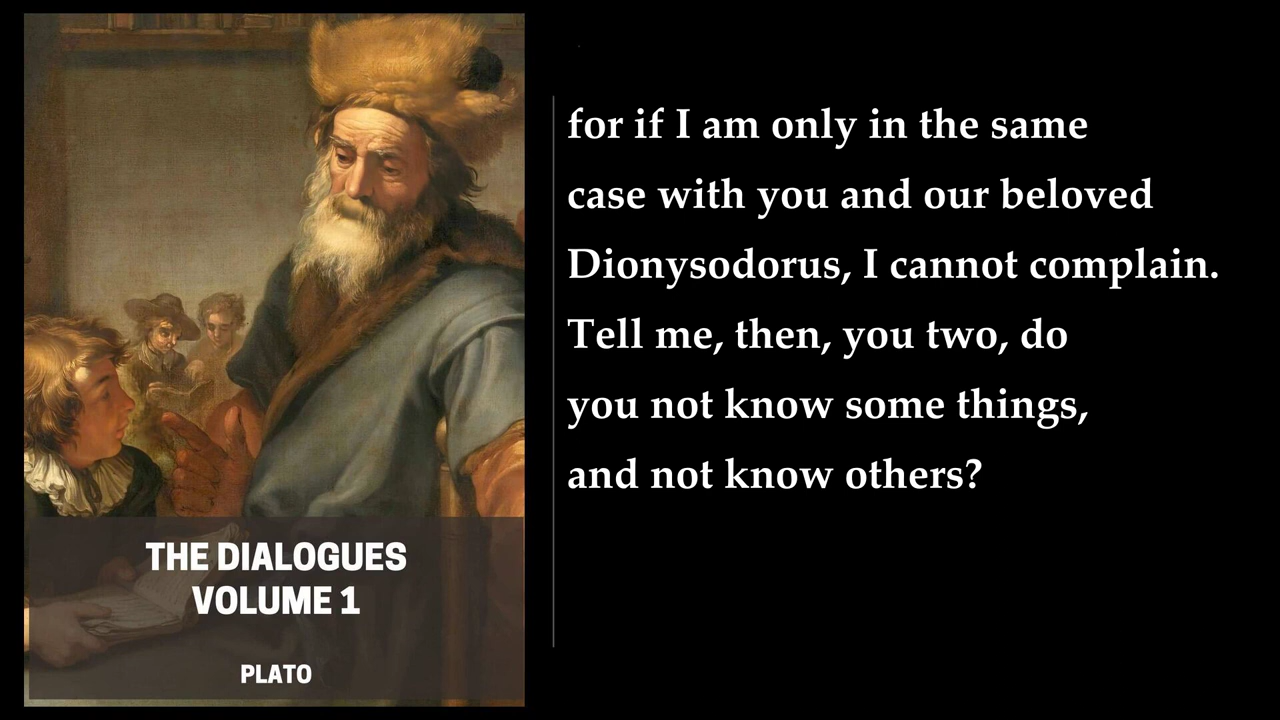 for if I am only in the same
case with you and our beloved
Dionysodorus, I cannot complain.
Tell me, then, you two, do
you not know some things,
and not know others?
THE DIALOGUES
VOLUME 1
PLATO